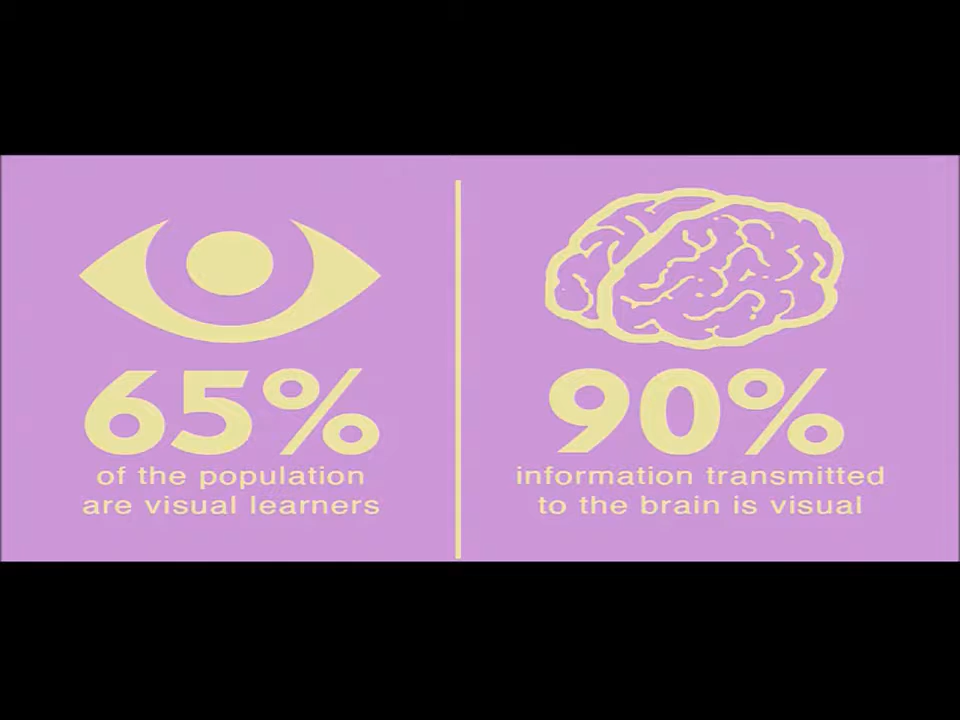 65%
of the population
are visual learners
90%
information transmitted
to the brain is visual